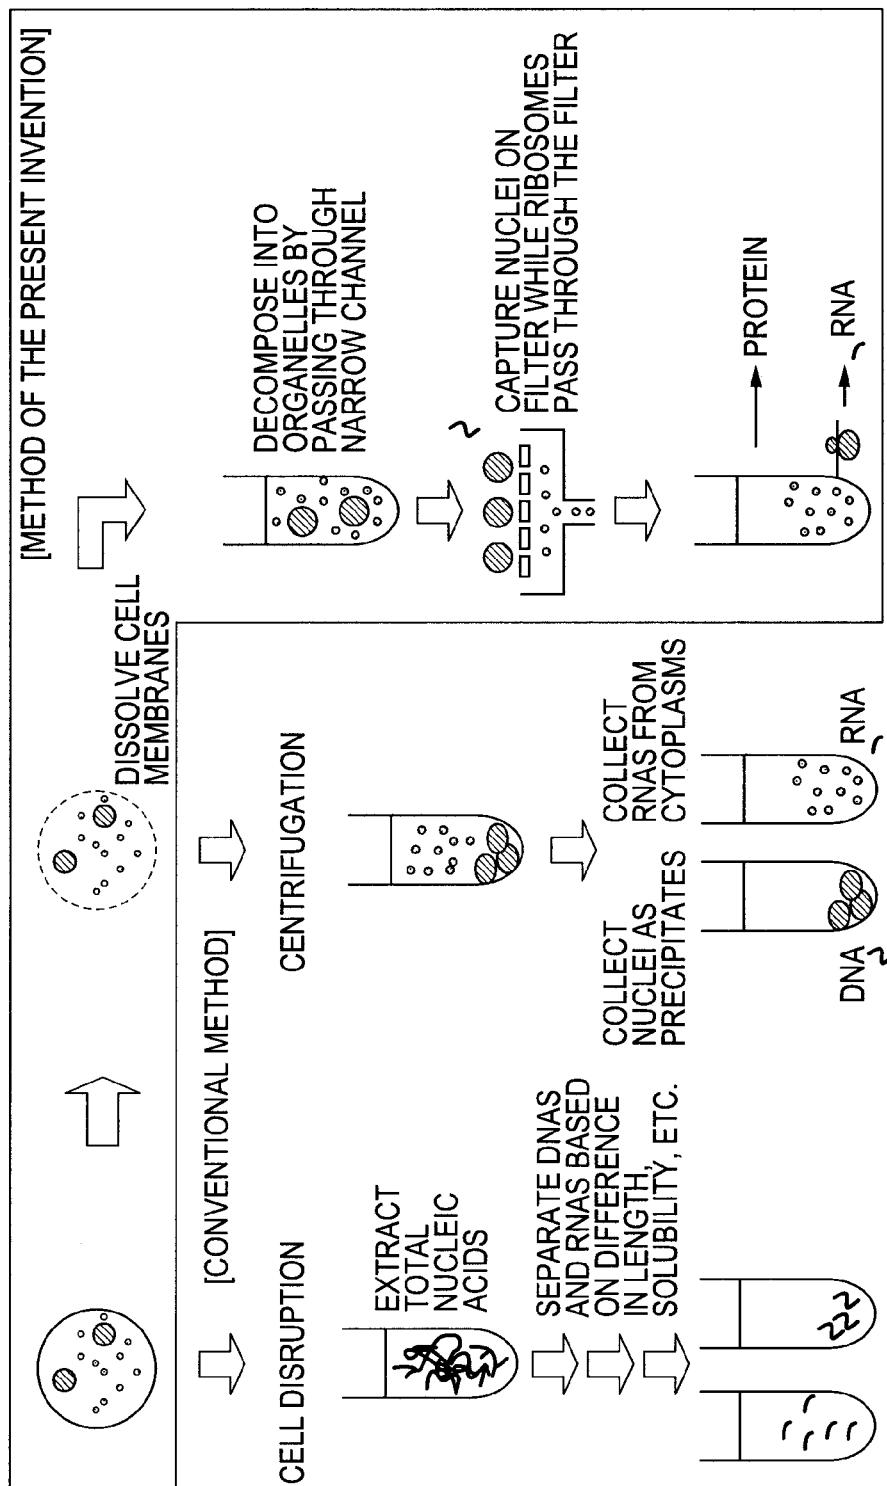 [METHOD OF THE PRESENT INVENTION]
DISSOLVE CELL
MEMBRANES
DECOMPOSE INTO
ORGANELLES BY
PASSING THROUGH
NARROW CHANNEL
CAPTURE NUCLEI ON
FILTER WHILE RIBOSOMES
PASS THROUGH THE FILTER
PROTEIN
RNA
[CONVENTIONAL METHOD]
CELL DISRUPTION
EXTRACT
TOTAL
NUCLEIC
ACIDS
SEPARATE DNAS
AND RNAS BASED
ON DIFFERENCE
IN LENGTH,
SOLUBILITY, ETC.
CENTRIFUGATION
COLLECT
NUCLEI AS
PRECIPITATES
DNA
COLLECT
RNAS FROM
CYTOPLASMS
RNA